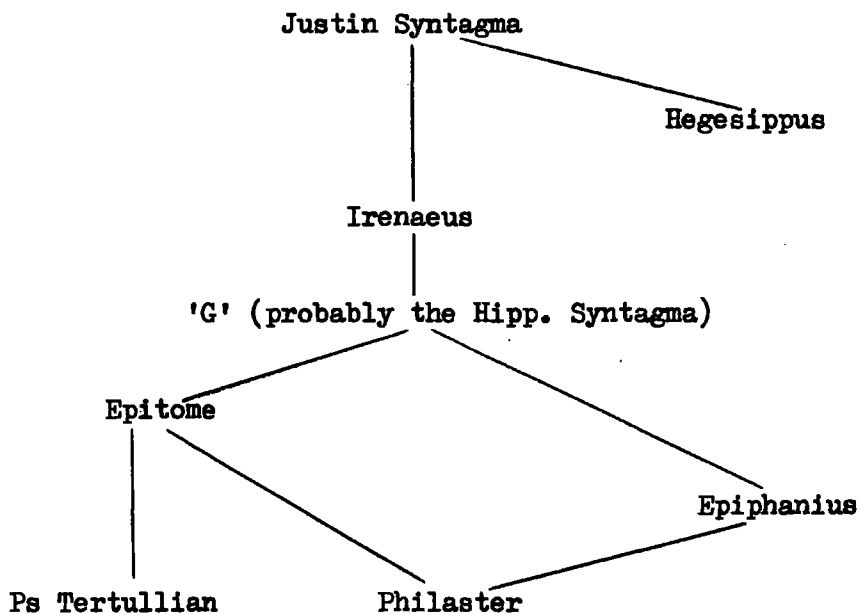 Justin Syntagma
Hegesippus
Irenaeus
'G' (probably the Hipp. Syntagma)
Epitome
Epiphanius
Ps Tertullian
Philaster